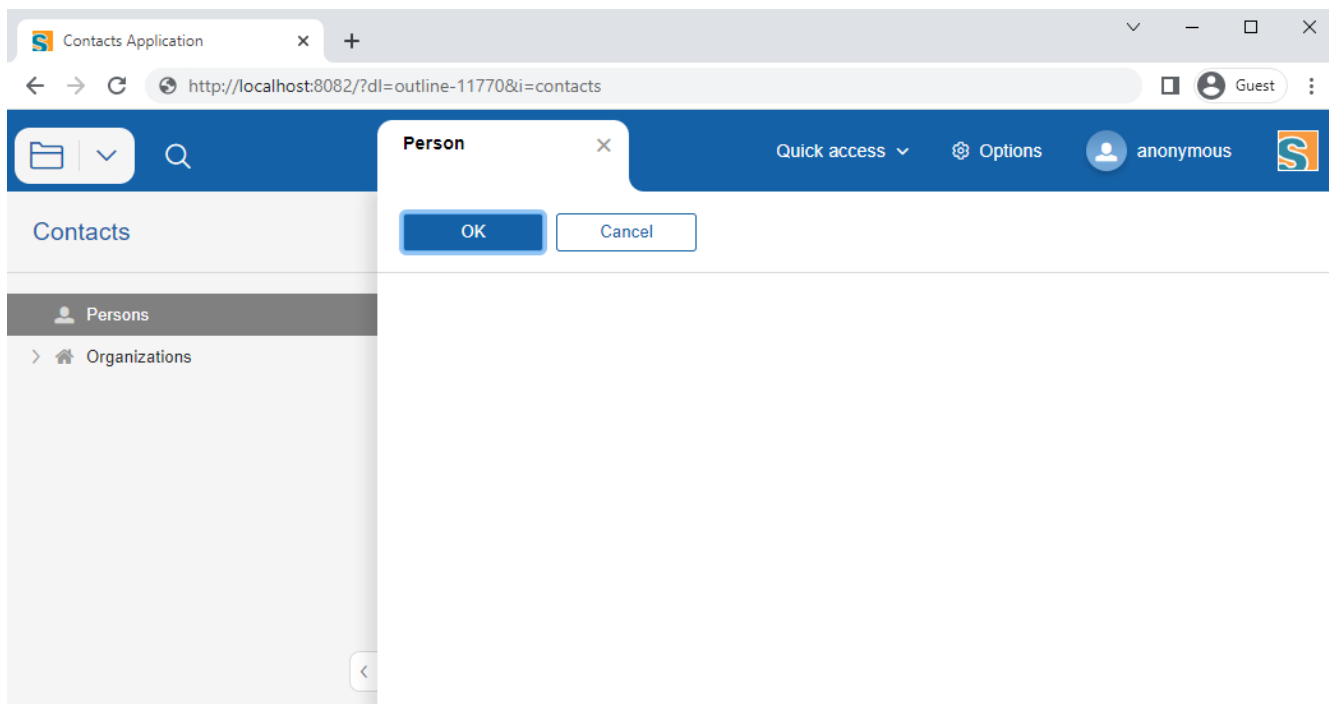 Contacts Application
http://localhost:8082/?dl=outline-11770&i=contacts
Guest
Person
Quick access
Options
anonymous
Contacts
OK
Cancel
Persons
Organizations